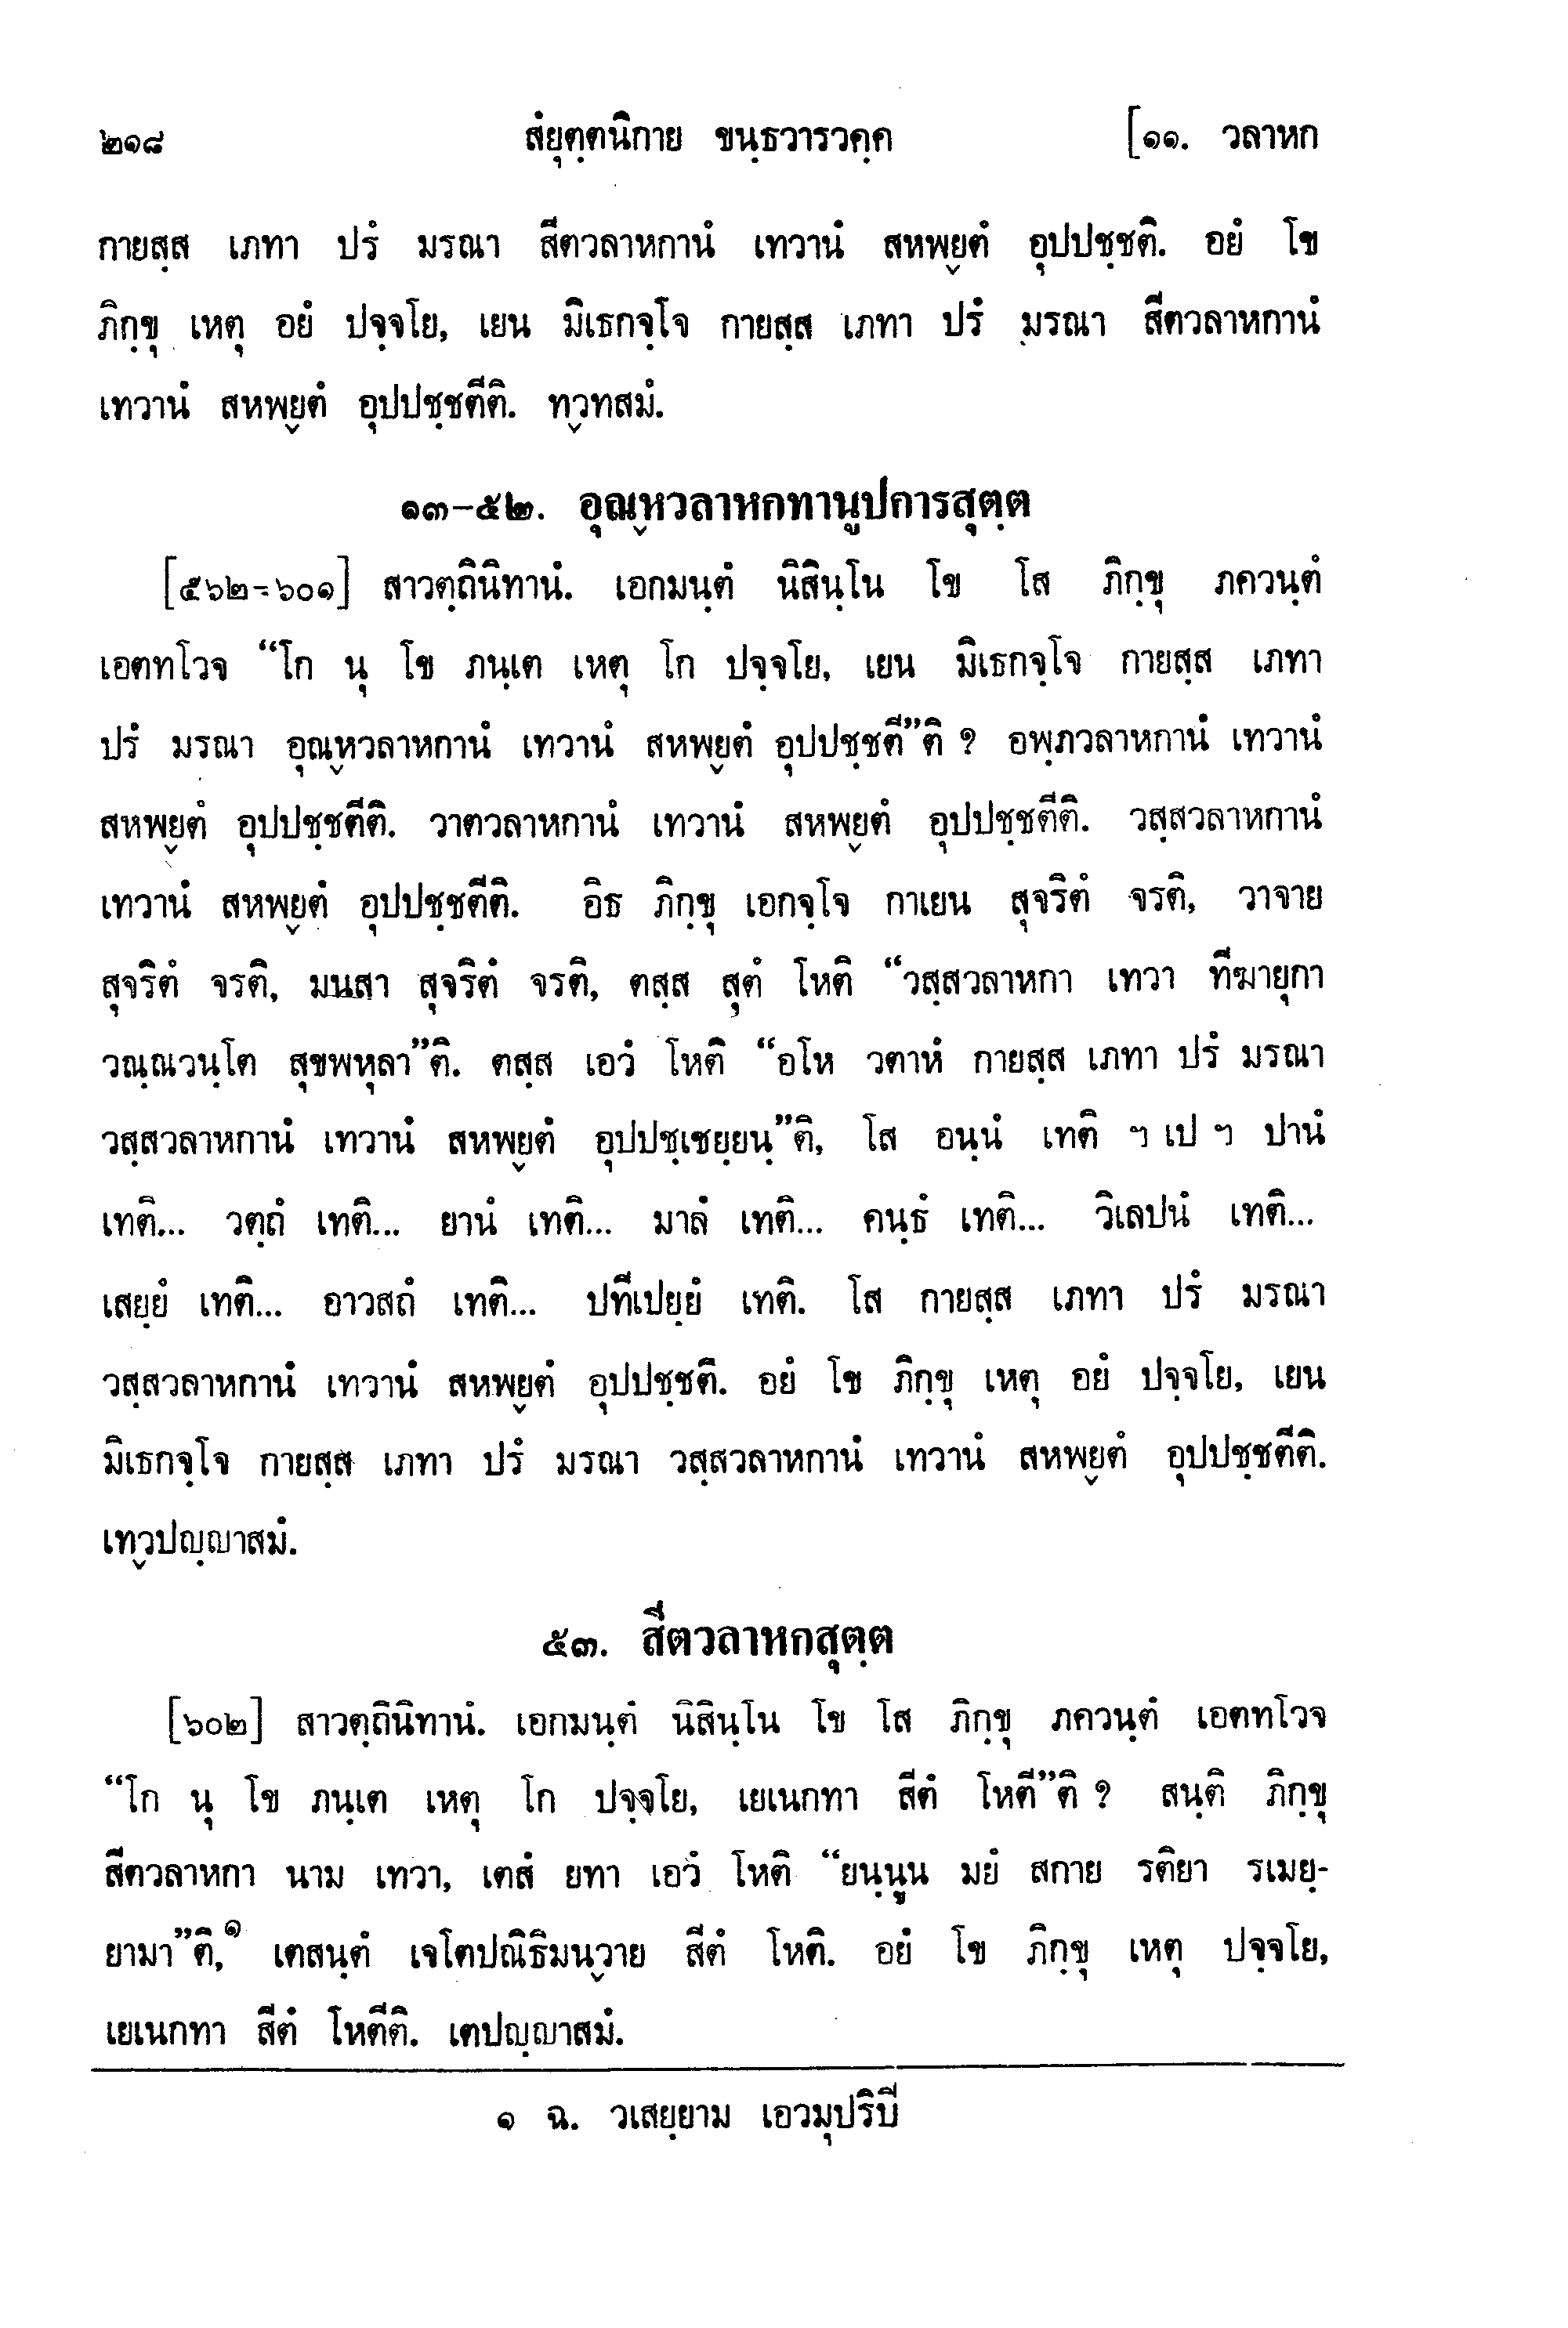 ๒๑๘ สํยุตฺตนิกาย ขนฺธวารวคฺค [๑๑. วลาหก
กายสฺส เภทา ปรํ มรณา สีตวลาหกานํ เทวานํ สหพฺยูตํ อุปปชฺชติ. อยํ โข
ภิกฺขุ เหตุ อยํ ปจฺจโย, เยน มิเธกจฺโจ กายสฺส เภทา ปรํ มรณา สีตวลาหกานํ
เทวานํ สหพฺยูตํ อุปปชฺชตีติ. ทฺวาทสมํ.
๑๓-๕๒. อุณฺหวลาหกทานูปการสุตฺต
[๕๖๒-๖๐๑] สาวตฺถินิทานํ. เอกมนฺตํ นิสินฺโน โข โส ภิกฺขุ ภควนฺตํ
เอตทโวจ “โก นุ โข ภนฺเต เหตุ โก ปจฺจโย, เยน มิเธกจฺโจ กายสฺส เภทา
ปรํ มรณา อุณฺหวลาหกานํ เทวานํ สหพฺยูตํ อุปปชฺชตี”ติ ? อพฺภวลาหกานํ เทวานํ
สหพฺยูตํ อุปปชฺชตีติ. วาตวลาหกานํ เทวานํ สหพฺยูตํ อุปปชฺชตีติ. วสฺสวลาหกานํ
เทวานํ สหพฺยูตํ อุปปชฺชตีติ. อิธ ภิกฺขุ เอกจฺโจ กาเยน สุจริตํ จรติ, วาจาย
สุจริตํ จรติ, มนสา สุจริตํ จรติ, ตสฺส สุตํ โหติ “วสฺสวลาหกา เทวา ทีฆายุกา
วณฺณวนฺโต สุขพหุลา”ติ. ตสฺส เอวํ โหติ “อโห วตาหํ กายสฺส เภทา ปรํ มรณา
วสฺสวลาหกานํ เทวานํ สหพฺยูตํ อุปปชฺเชยฺยนฺ”ติ, โส อนฺนํ เทติ ฯ เป ฯ ปานํ
เทติ... วตฺถํ เทติ... ยานํ เทติ... มาลํ เทติ... คนฺธํ เทติ... วิเลปนํ เทติ...
เสยฺยํ เทติ... อาวสถํ เทติ... ปทีเปยฺยํ เทติ. โส กายสฺส เภทา ปรํ มรณา
วสฺสวลาหกานํ เทวานํ สหพฺยูตํ อุปปชฺชติ. อยํ โข ภิกฺขุ เหตุ อยํ ปจฺจโย, เยน
มิเธกจฺโจ กายสฺส เภทา ปรํ มรณา วสฺสวลาหกานํ เทวานํ สหพฺยูตํ อุปปชฺชตีติ.
เทฺวปญฺญาสมํ.
๕๓. สีตวลาหกสุตฺต
[๖๐๒] สาวตฺถินิทานํ. เอกมนฺตํ นิสินฺโน โข โส ภิกฺขุ ภควนฺตํ เอตทโวจ
“โก นุ โข ภนฺเต เหตุ โก ปจฺจโย, เยเนกทา สีตํ โหตี”ติ ? สนฺติ ภิกฺขุ
สีตวลาหกา นาม เทวา, เตสํ ยทา เอวํ โหติ “ยนฺนูน มยํ สกาย รติยา รเมยฺ-
ยามา”ติ,๑ เตสนฺตํ เจโตปณิธิมนฺวาย สีตํ โหติ. อยํ โข ภิกฺขุ เหตุ ปจฺจโย,
เยเนกทา สีตํ โหตีติ. เตปญฺญาสมํ.
๑ ฉ. วเสยฺยาม เอวมุปริปี